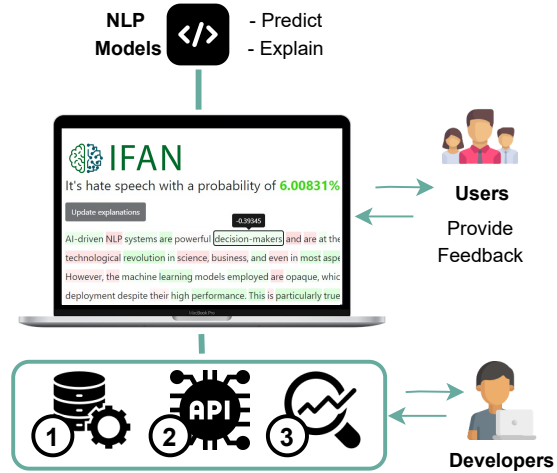 NLP
Models
</>
- Predict
- Explain
IFAN
It's hate speech with a probability of 6.00831%
Update explanations
-0.39345
AI-driven NLP systems are powerful decision-makers and are at the
technological revolution in science, business, and even in most aspe
However, the machine learning models employed are opaque, whic
deployment despite their high performance. This is particularly true
MacBook Pro
Users
Provide
Feedback
1
2
API
3
Developers